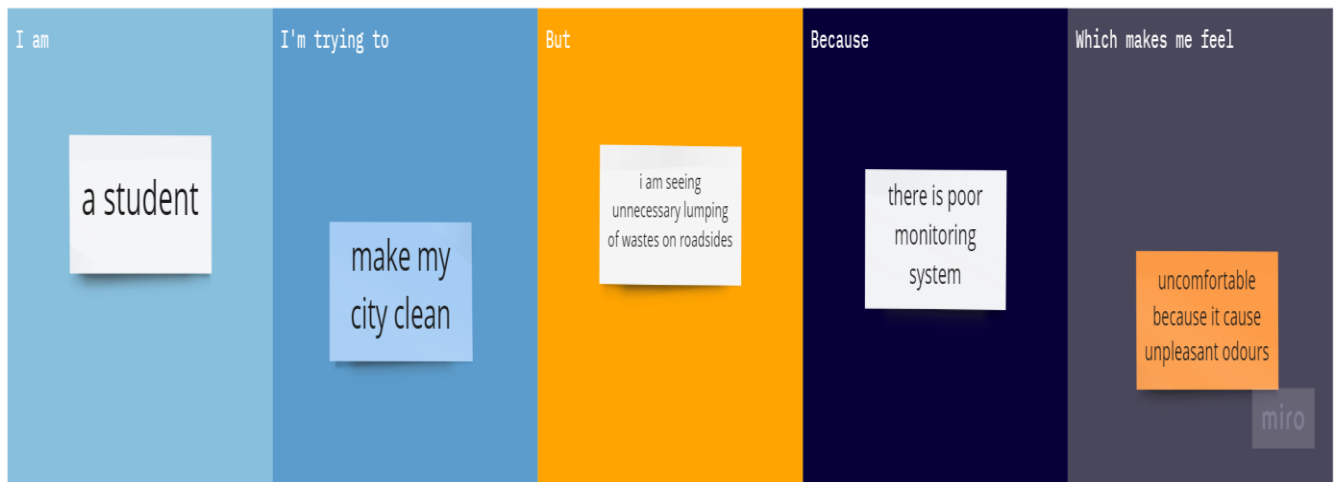 I am
a student
I'm trying to
make my
city clean
But
i am seeing
unnecessary lumping
of wastes on roadsides
Because
there is poor
monitoring
system
Which makes me feel
uncomfortable
because it cause
unpleasant odours
miro